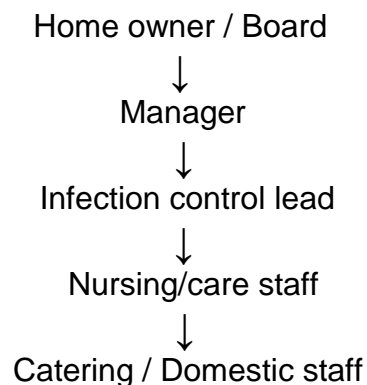 Home owner / Board
↓
Manager
↓
Infection control lead
↓
Nursing/care staff
↓
Catering / Domestic staff